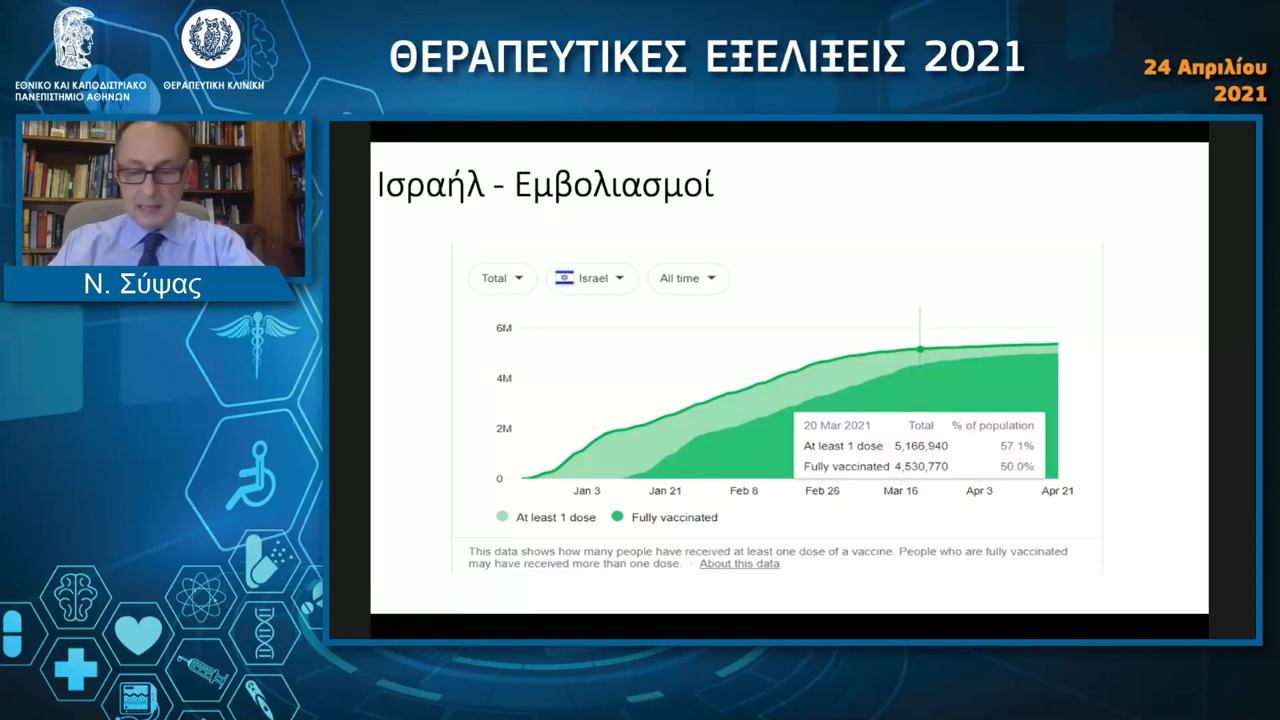 ΕΘΝΙΚΟ ΚΑΙ ΚΑΠΟΔΙΣΤΡΙΑΚΟ
ΠΑΝΕΠΙΣΤΗΜΙΟ ΑΘΗΝΩΝ
ΘΕΡΑΠΕΥΤΙΚΗ ΚΛΙΝΙΚΗ
ΘΕΡΑΠΕΥΤΙΚΕΣ ΕΞΕΛΙΞΕΙΣ 2021
24 Απριλίου
2021
Ν. Σύψας
Ισραήλ - Εμβολιασμοί
Total Israel All time
6M
4M
2M
0
20 Mar 2021 Total % of population
At least 1 dose 5,166,940 57.1%
Fully vaccinated 4,530,770 50.0%
Jan 3 Jan 21 Feb 8 Feb 26 Mar 16 Apr 3 Apr 21
At least 1 dose Fully vaccinated
This data shows how many people have received at least one dose of a vaccine. People who are fully vaccinated
may have received more than one dose. · About this data